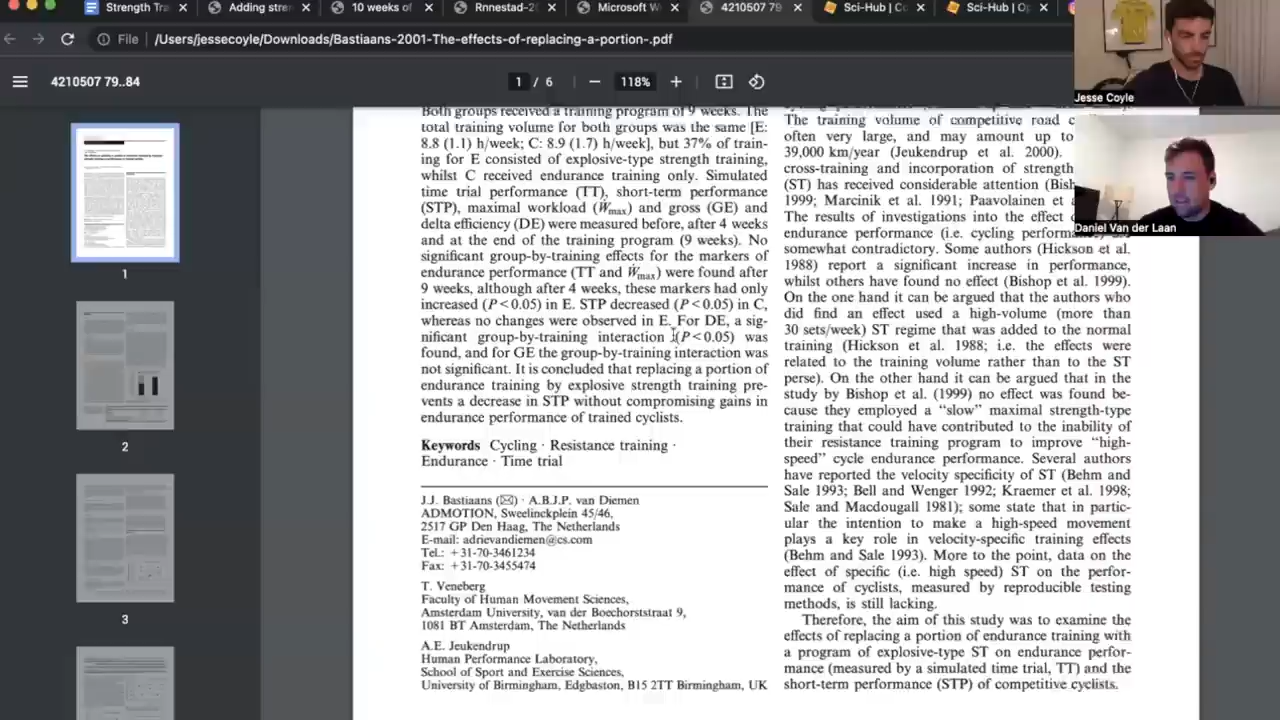 Strength Tra
Adding stren
10 weeks of
Rnnestad-2
Microsoft W
4210507 79
Sci-Hub | C
Sci-Hub | O
File
/Users/jessecoyle/Downloads/Bastiaans-2001-The-effects-of-replacing-a-portion-.pdf
4210507 79..84
1 / 6
118%
Jesse Coyle
Daniel Van der Laan
1
2
3
both groups received a training program of 9 weeks. The
total training volume for both groups was the same [E:
8.8 (1.1) h/week; C: 8.9 (1.7) h/week], but 37% of train-
ing for E consisted of explosive-type strength training,
whilst C received endurance training only. Simulated
time trial performance (TT), short-term performance
(STP), maximal workload (Ẇmax) and gross (GE) and
delta efficiency (DE) were measured before, after 4 weeks
and at the end of the training program (9 weeks). No
significant group-by-training effects for the markers of
endurance performance (TT and Ẇmax) were found after
9 weeks, although after 4 weeks, these markers had only
increased (P<0.05) in E. STP decreased (P<0.05) in C,
whereas no changes were observed in E. For DE, a sig-
nificant group-by-training interaction (P<0.05) was
found, and for GE the group-by-training interaction was
not significant. It is concluded that replacing a portion of
endurance training by explosive strength training pre-
vents a decrease in STP without compromising gains in
endurance performance of trained cyclists.
Keywords Cycling · Resistance training ·
Endurance · Time trial
J.J. Bastiaans (✉) · A.B.J.P. van Diemen
ADMOTION, Sweelinckplein 45/46,
2517 GP Den Haag, The Netherlands
E-mail: adrievandiemen@cs.com
Tel.: +31-70-3461234
Fax: +31-70-3455474
T. Veneberg
Faculty of Human Movement Sciences,
Amsterdam University, van der Boechorststraat 9,
1081 BT Amsterdam, The Netherlands
A.E. Jeukendrup
Human Performance Laboratory,
School of Sport and Exercise Sciences,
University of Birmingham, Edgbaston, B15 2TT Birmingham, UK
The training volume of competitive road c
often very large, and may amount up to
39,000 km/year (Jeukendrup et al. 2000).
cross-training and incorporation of strength
(ST) has received considerable attention (Bish
1999; Marcinik et al. 1991; Paavolainen et a
The results of investigations into the effect o
endurance performance (i.e. cycling performa
somewhat contradictory. Some authors (Hickson et al.
1988) report a significant increase in performance,
whilst others have found no effect (Bishop et al. 1999).
On the one hand it can be argued that the authors who
did find an effect used a high-volume (more than
30 sets/week) ST regime that was added to the normal
training (Hickson et al. 1988; i.e. the effects were
related to the training volume rather than to the ST
perse). On the other hand it can be argued that in the
study by Bishop et al. (1999) no effect was found be-
cause they employed a “slow” maximal strength-type
training that could have contributed to the inability of
their resistance training program to improve “high-
speed” cycle endurance performance. Several authors
have reported the velocity specificity of ST (Behm and
Sale 1993; Bell and Wenger 1992; Kraemer et al. 1998;
Sale and Macdougall 1981); some state that in partic-
ular the intention to make a high-speed movement
plays a key role in velocity-specific training effects
(Behm and Sale 1993). More to the point, data on the
effect of specific (i.e. high speed) ST on the perfor-
mance of cyclists, measured by reproducible testing
methods, is still lacking.
Therefore, the aim of this study was to examine the
effects of replacing a portion of endurance training with
a program of explosive-type ST on endurance perfor-
mance (measured by a simulated time trial, TT) and the
short-term performance (STP) of competitive cyclists.